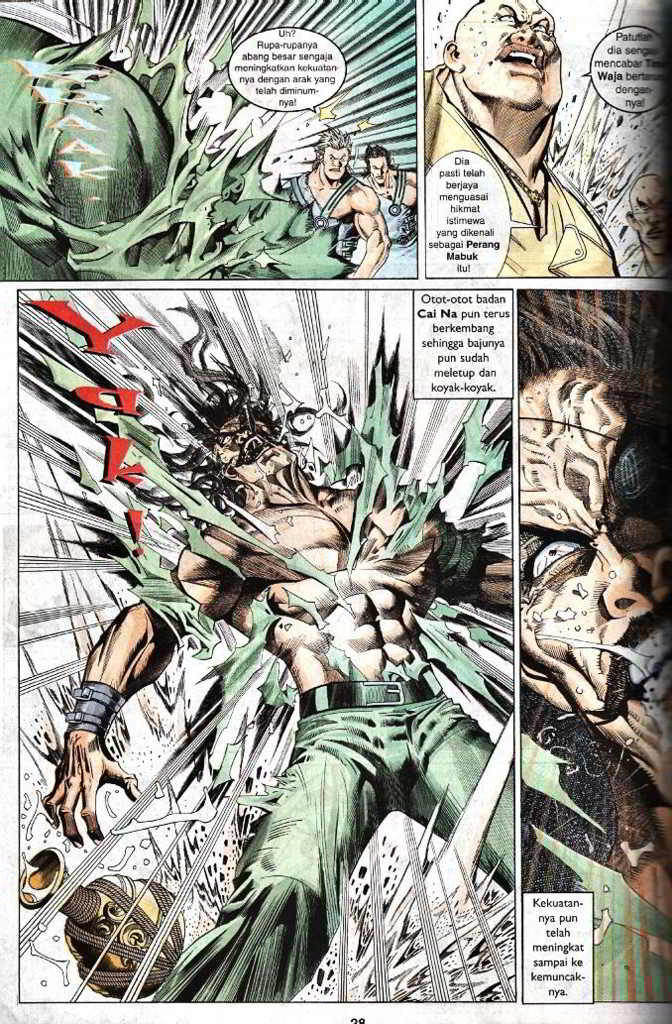 Uh?
Rupa-rupanya
abang besar sengaja
meningkatkan kekuatan-
nya dengan arak yang
telah diminum-
nya!
Patutlah
dia sengaja
mencabar
Waja
dengan-
nya!
Dia
pasti telah
berjaya
menguasai
hikmat
istimewa
yang dikenali
sebagai Perang
Mabuk
itu!
Yak!
Otot-otot badan
Cai Na pun terus
berkembang
sehingga bajunya
pun sudah
meletup dan
koyak-koyak.
Kekuatan-
nya pun
telah
meningkat
sampai ke
kemuncak-
nya.
28